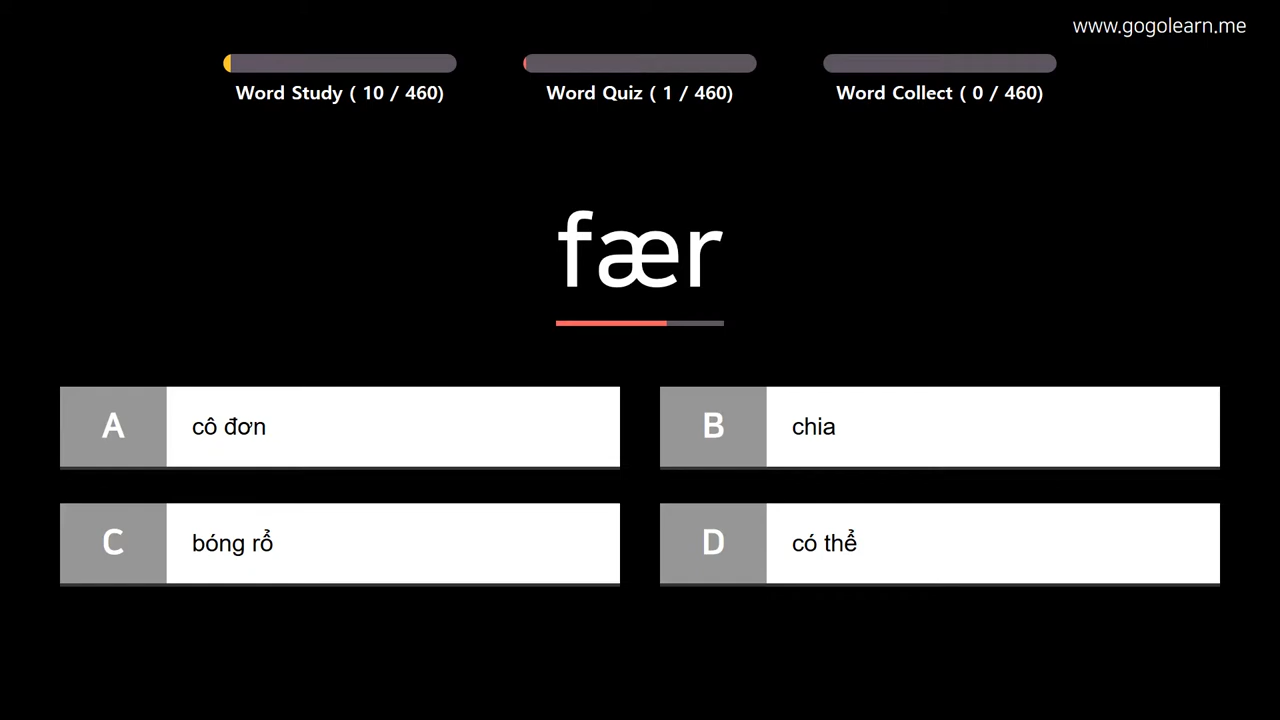 www.gogolearn.me
Word Study ( 10 / 460)
Word Quiz ( 1 / 460)
Word Collect ( 0 / 460)
fær
A cô đơn
B chia
C bóng rổ
D có thể